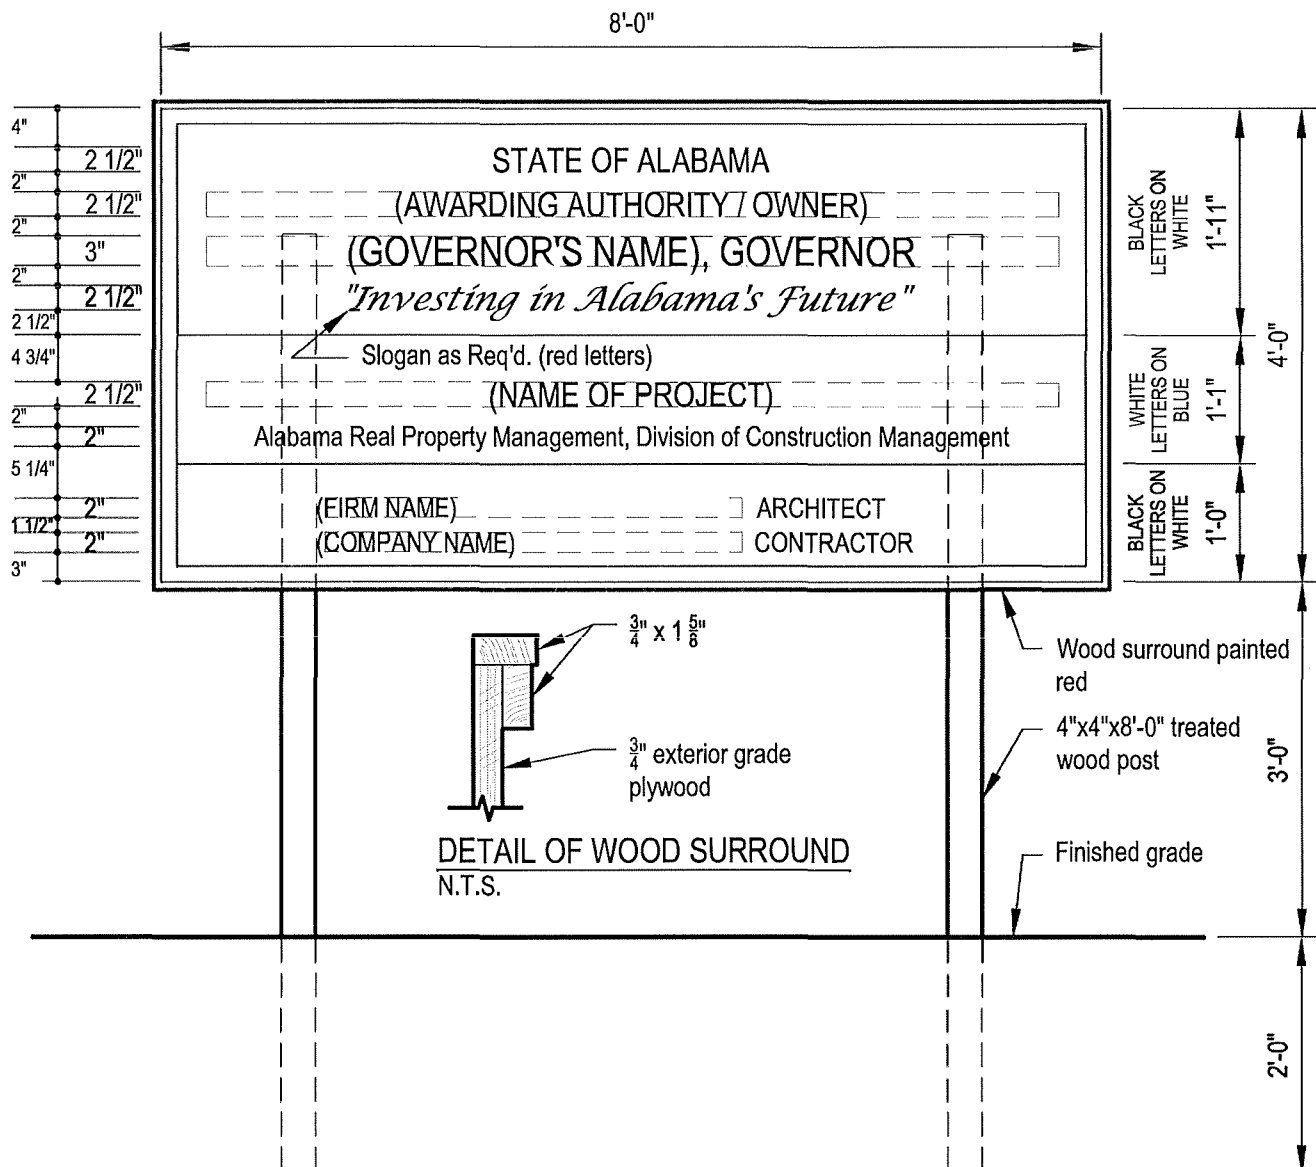 8'-0"
4"
2 1/2"
2"
2 1/2"
2"
3"
2"
2 1/2"
2 1/2"
4 3/4"
2 1/2"
2"
2"
5 1/4"
2"
1 1/2"
2"
3"
STATE OF ALABAMA
(AWARDING AUTHORITY / OWNER)
(GOVERNOR'S NAME), GOVERNOR
"Investing in Alabama's Future"
Slogan as Req'd. (red letters)
(NAME OF PROJECT)
Alabama Real Property Management, Division of Construction Management
(FIRM NAME) ARCHITECT
(COMPANY NAME) CONTRACTOR
BLACK
LETTERS ON
WHITE
1'-11"
WHITE
LETTERS ON
BLUE
1'-1"
BLACK
LETTERS ON
WHITE
1'-0"
4'-0"
3/4" x 1 5/8"
3/4" exterior grade
plywood
DETAIL OF WOOD SURROUND
N.T.S.
Wood surround painted
red
4"x4"x8'-0" treated
wood post
Finished grade
3'-0"
2'-0"